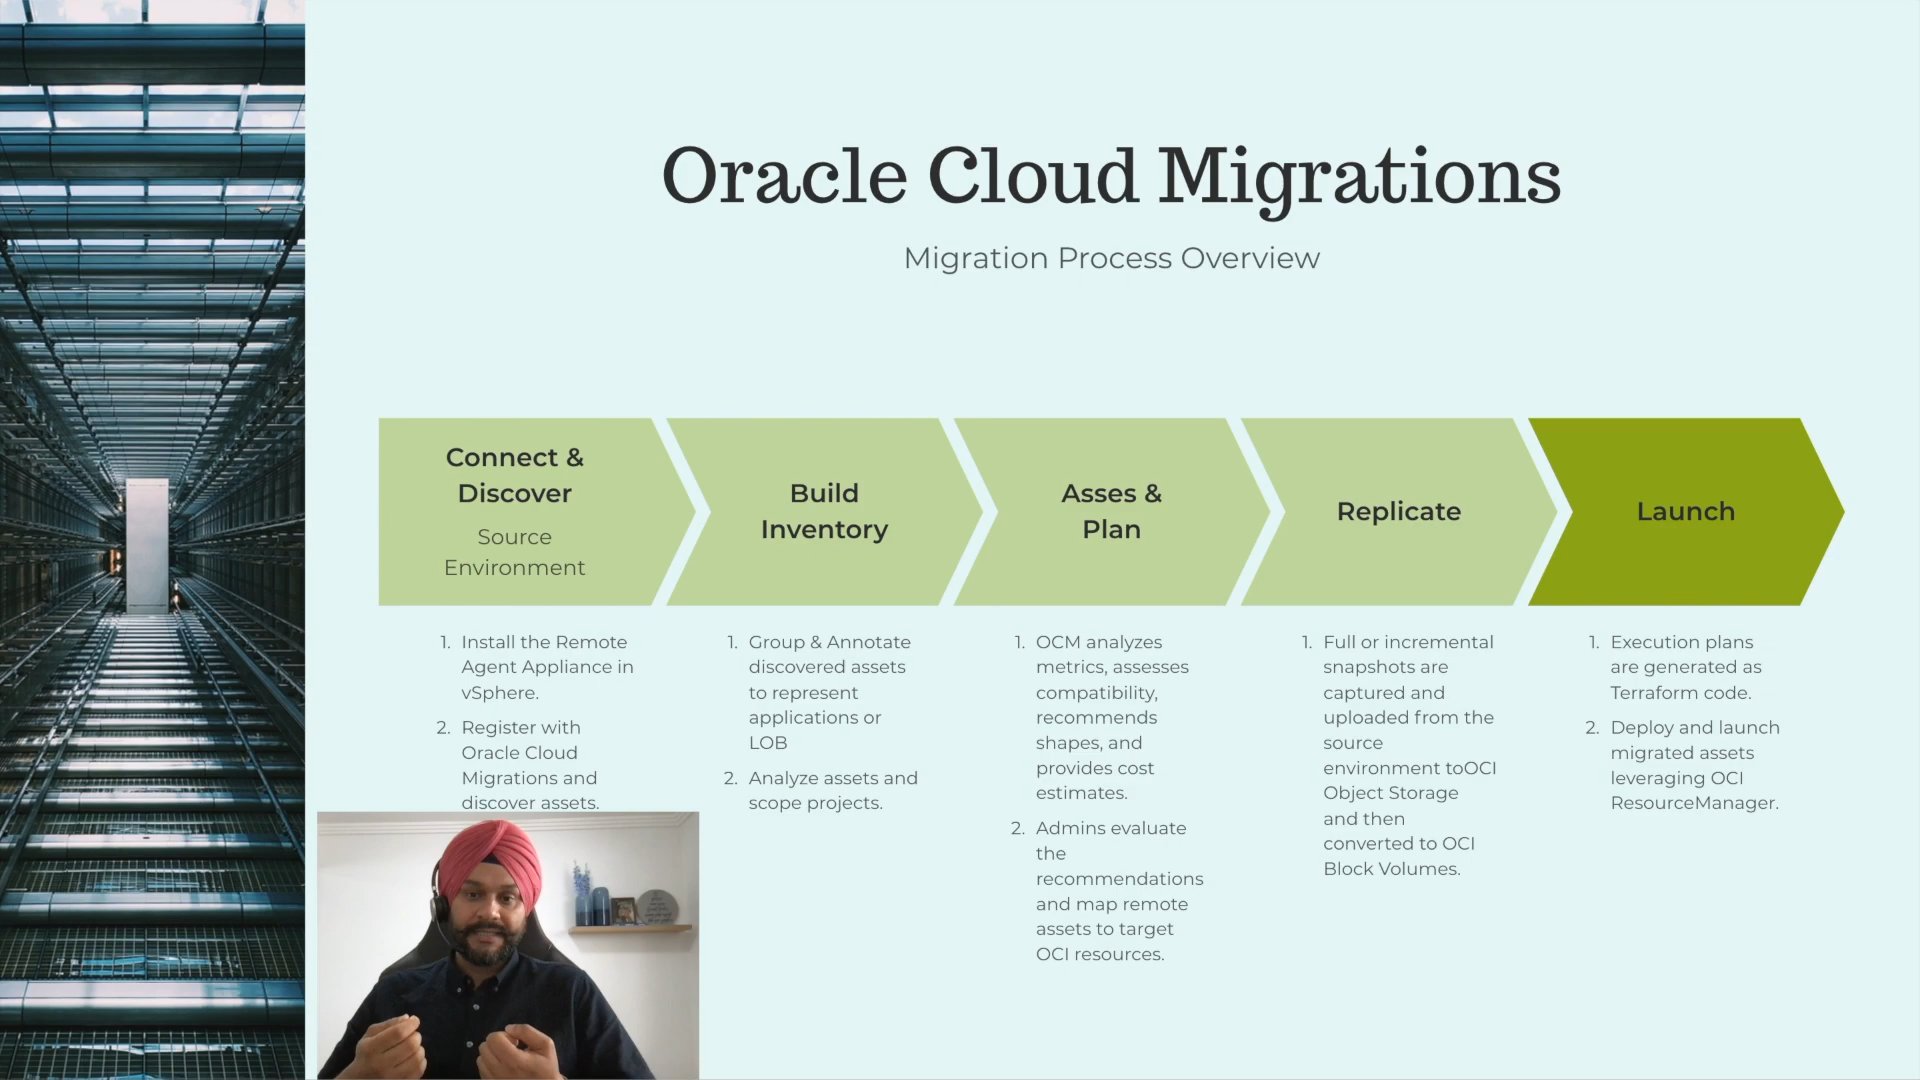 Oracle Cloud Migrations
Migration Process Overview
Connect &
Discover
Source
Environment
Build
Inventory
Asses &
Plan
Replicate
Launch
1. Install the Remote
Agent Appliance in
vSphere.
2. Register with
Oracle Cloud
Migrations and
discover assets.
1. Group & Annotate
discovered assets
to represent
applications or
LOB
2. Analyze assets and
scope projects.
1. OCM analyzes
metrics, assesses
compatibility,
recommends
shapes, and
provides cost
estimates.
2. Admins evaluate
the
recommendations
and map remote
assets to target
OCI resources.
1. Full or incremental
snapshots are
captured and
uploaded from the
source
environment toOCI
Object Storage
and then
converted to OCI
Block Volumes.
1. Execution plans
are generated as
Terraform code.
2. Deploy and launch
migrated assets
leveraging OCI
ResourceManager.